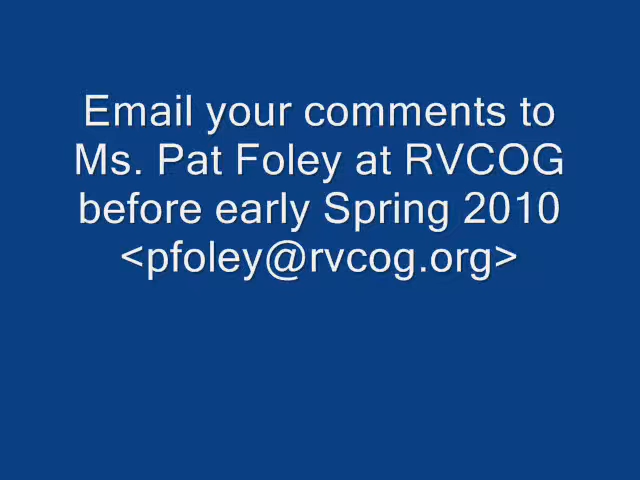 Email your comments to
Ms. Pat Foley at RVCOG
before early Spring 2010
<pfoley@rvcog.org>